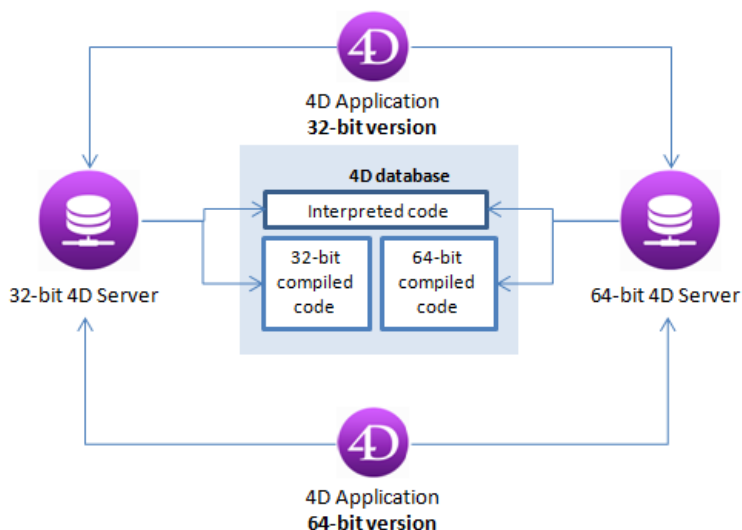 4D
4D Application
32-bit version
4D database
Interpreted code
32-bit
compiled
code
64-bit
compiled
code
32-bit 4D Server
64-bit 4D Server
4D
4D Application
64-bit version